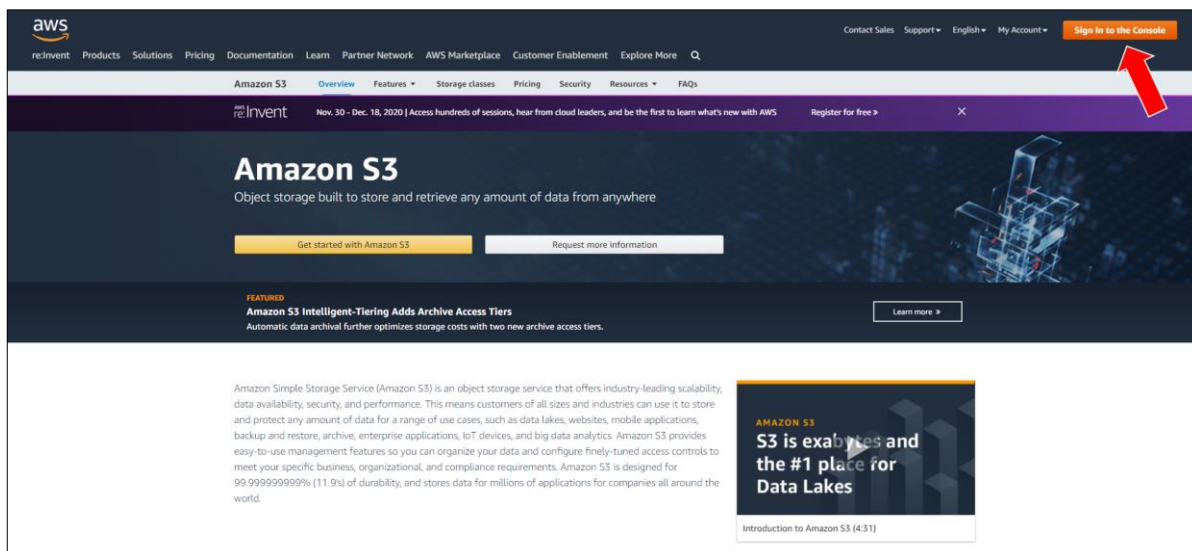 aws
Contact Sales Support English My Account Sign In to the Console
re:Invent Products Solutions Pricing Documentation Learn Partner Network AWS Marketplace Customer Enablement Explore More
Amazon S3 Overview Features Storage classes Pricing Security Resources FAQs
AWS re:Invent Nov. 30 - Dec. 18, 2020 | Access hundreds of sessions, hear from cloud leaders, and be the first to learn what's new with AWS Register for free »
Amazon S3
Object storage built to store and retrieve any amount of data from anywhere
Get started with Amazon S3 Request more information
FEATURED
Amazon S3 Intelligent-Tiering Adds Archive Access Tiers
Automatic data archival further optimizes storage costs with two new archive access tiers.
Learn more »
Amazon Simple Storage Service (Amazon S3) is an object storage service that offers industry-leading scalability,
data availability, security, and performance. This means customers of all sizes and industries can use it to store
and protect any amount of data for a range of use cases, such as data lakes, websites, mobile applications,
backup and restore, archive, enterprise applications, IoT devices, and big data analytics. Amazon S3 provides
easy-to-use management features so you can organize your data and configure finely-tuned access controls to
meet your specific business, organizational, and compliance requirements. Amazon S3 is designed for
99.999999999% (11 9's) of durability, and stores data for millions of applications for companies all around the
world.
AMAZON S3
S3 is exabytes and
the #1 place for
Data Lakes
Introduction to Amazon S3 (4:31)